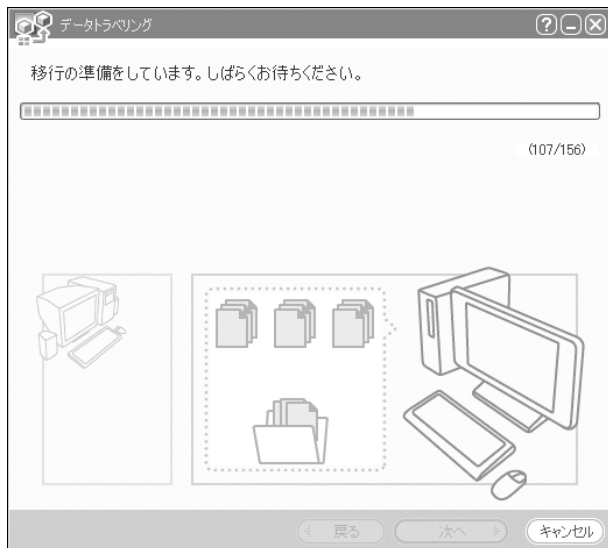 データトラベリング
移行の準備をしています。しばらくお待ちください。
(107/156)
戻る 次へ キャンセル